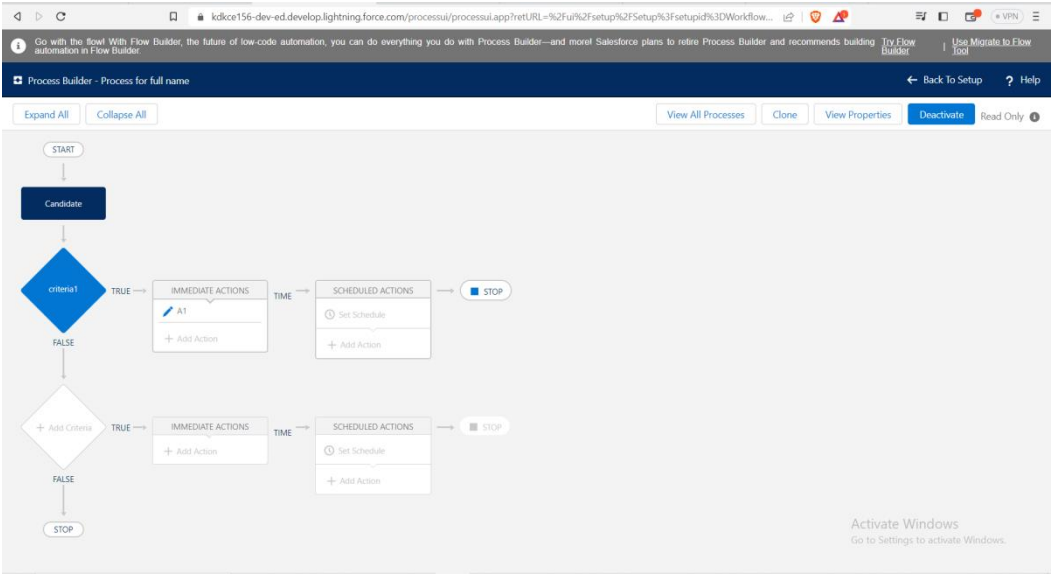 kdkce156-dev-ed.develop.lightning.force.com/processui/processui.app?retURL=%2Fui%2Fsetup%2FSetup%3Fsetupid%3DWorkflow...
VPN
Go with the flow! With Flow Builder, the future of low-code automation, you can do everything you do with Process Builder—and more! Salesforce plans to retire Process Builder and recommends building
automation in Flow Builder.
Try Flow
Builder
|
Use Migrate to Flow
Tool
Process Builder - Process for full name
Back To Setup
? Help
Expand All
Collapse All
View All Processes
Clone
View Properties
Deactivate
Read Only
START
Candidate
criteria1
TRUE
IMMEDIATE ACTIONS
TIME
SCHEDULED ACTIONS
STOP
A1
Set Schedule
+ Add Action
+ Add Action
FALSE
+ Add Criteria
TRUE
IMMEDIATE ACTIONS
TIME
SCHEDULED ACTIONS
STOP
+ Add Action
Set Schedule
+ Add Action
FALSE
STOP
Activate Windows
Go to Settings to activate Windows.